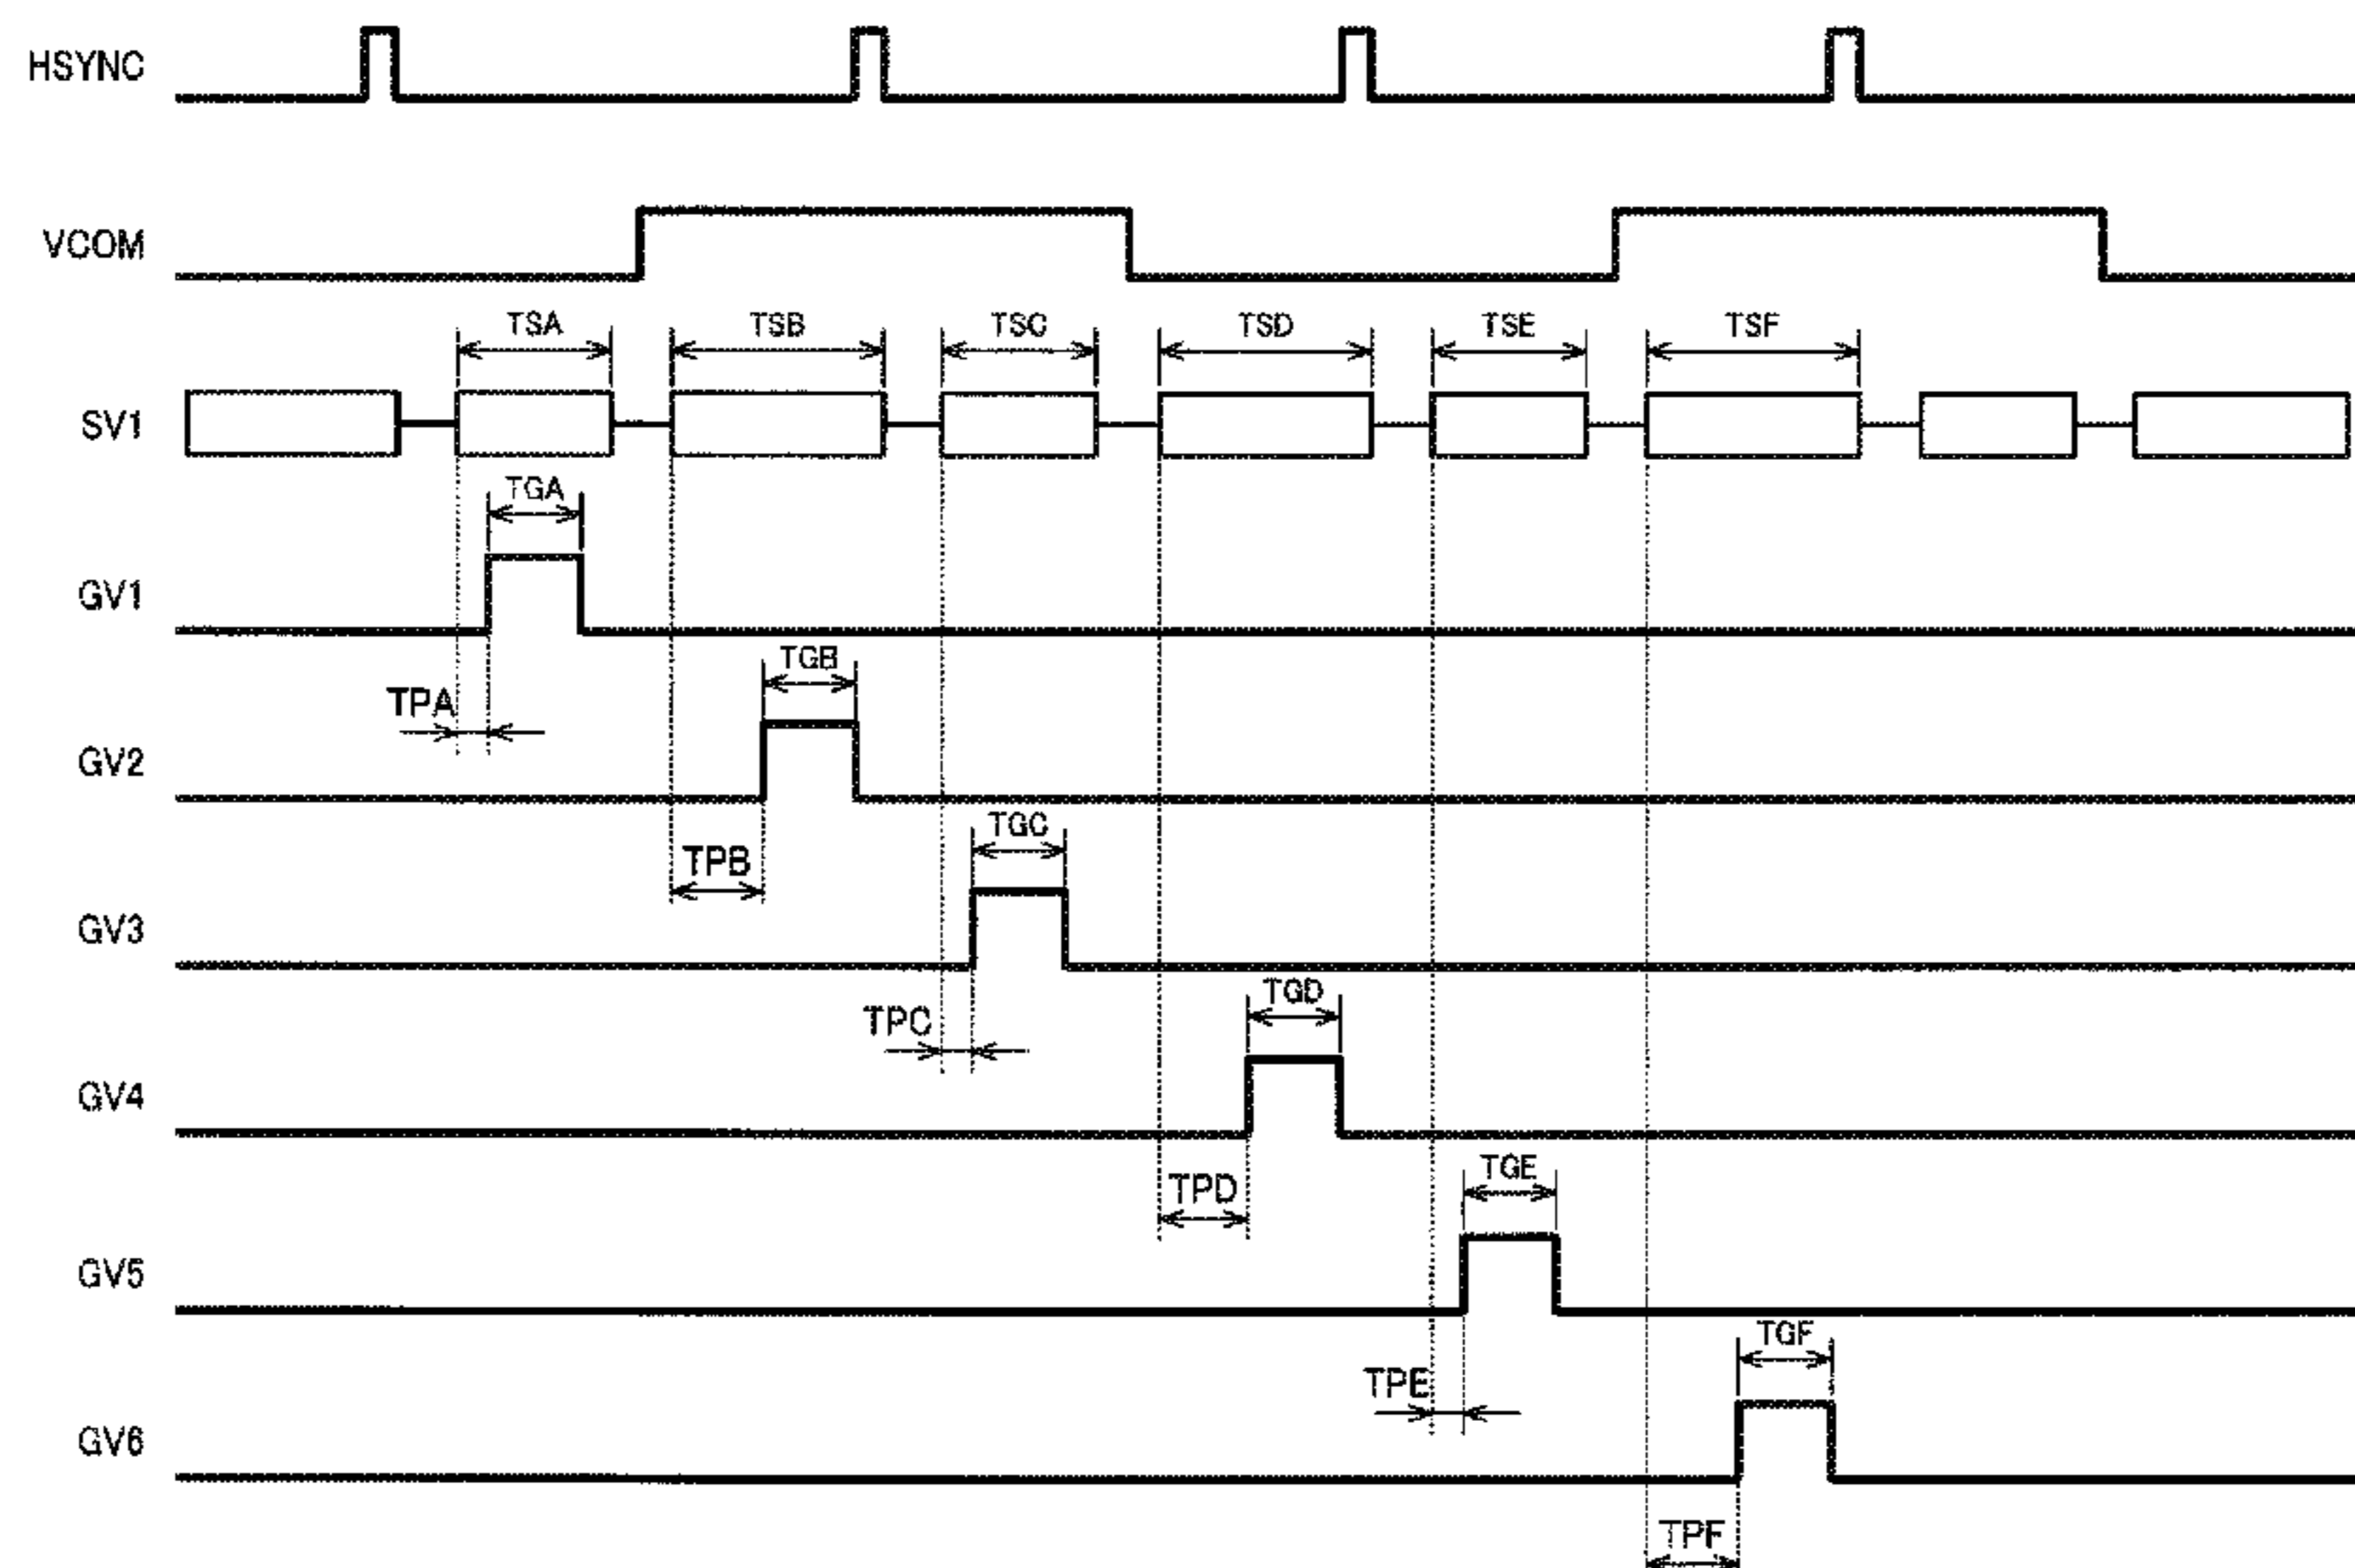 HSYNC
VCOM
TSA TSB TSC TSD TSE TSF
SV1
TGA
GV1
TGB
TPA
GV2
TGC
TPB
GV3
TGD
TPC
GV4
TGE
TPD
GV5
TGF
TPE
GV6
TPF